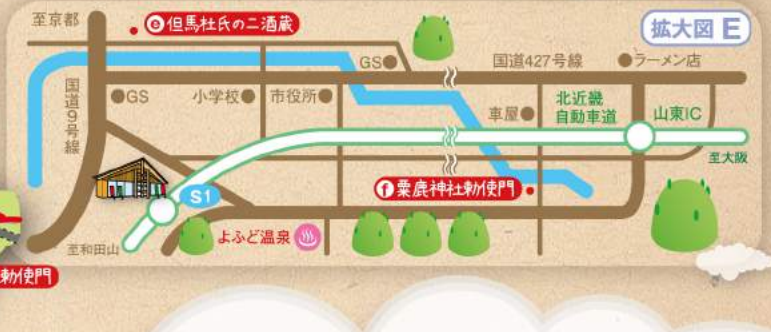 至京都
e 但馬杜氏の二酒蔵
拡大図 E
GS
国道427号線
ラーメン店
国道9号線
GS
小学校
市役所
車屋
北近畿
自動車道
山東IC
至大阪
f 粟鹿神社勅使門
S1
よふど温泉
至和田山
勅使門